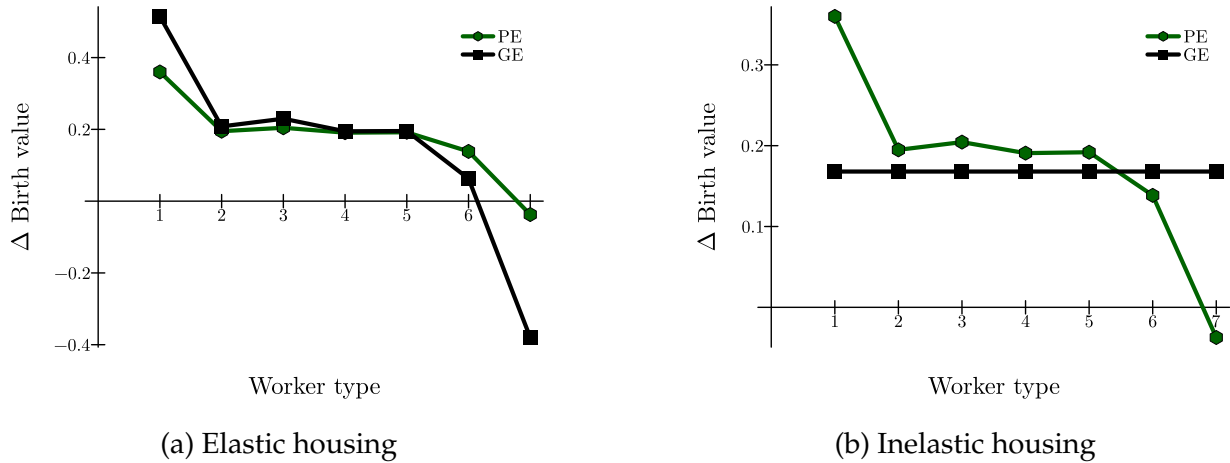 PE
GE
0.4
0.2
−0.2
−0.4
1 2 3 4 5 6
Δ Birth value
Worker type
(a) Elastic housing
PE
GE
0.3
0.2
0.1
1 2 3 4 5 6 7
Δ Birth value
Worker type
(b) Inelastic housing